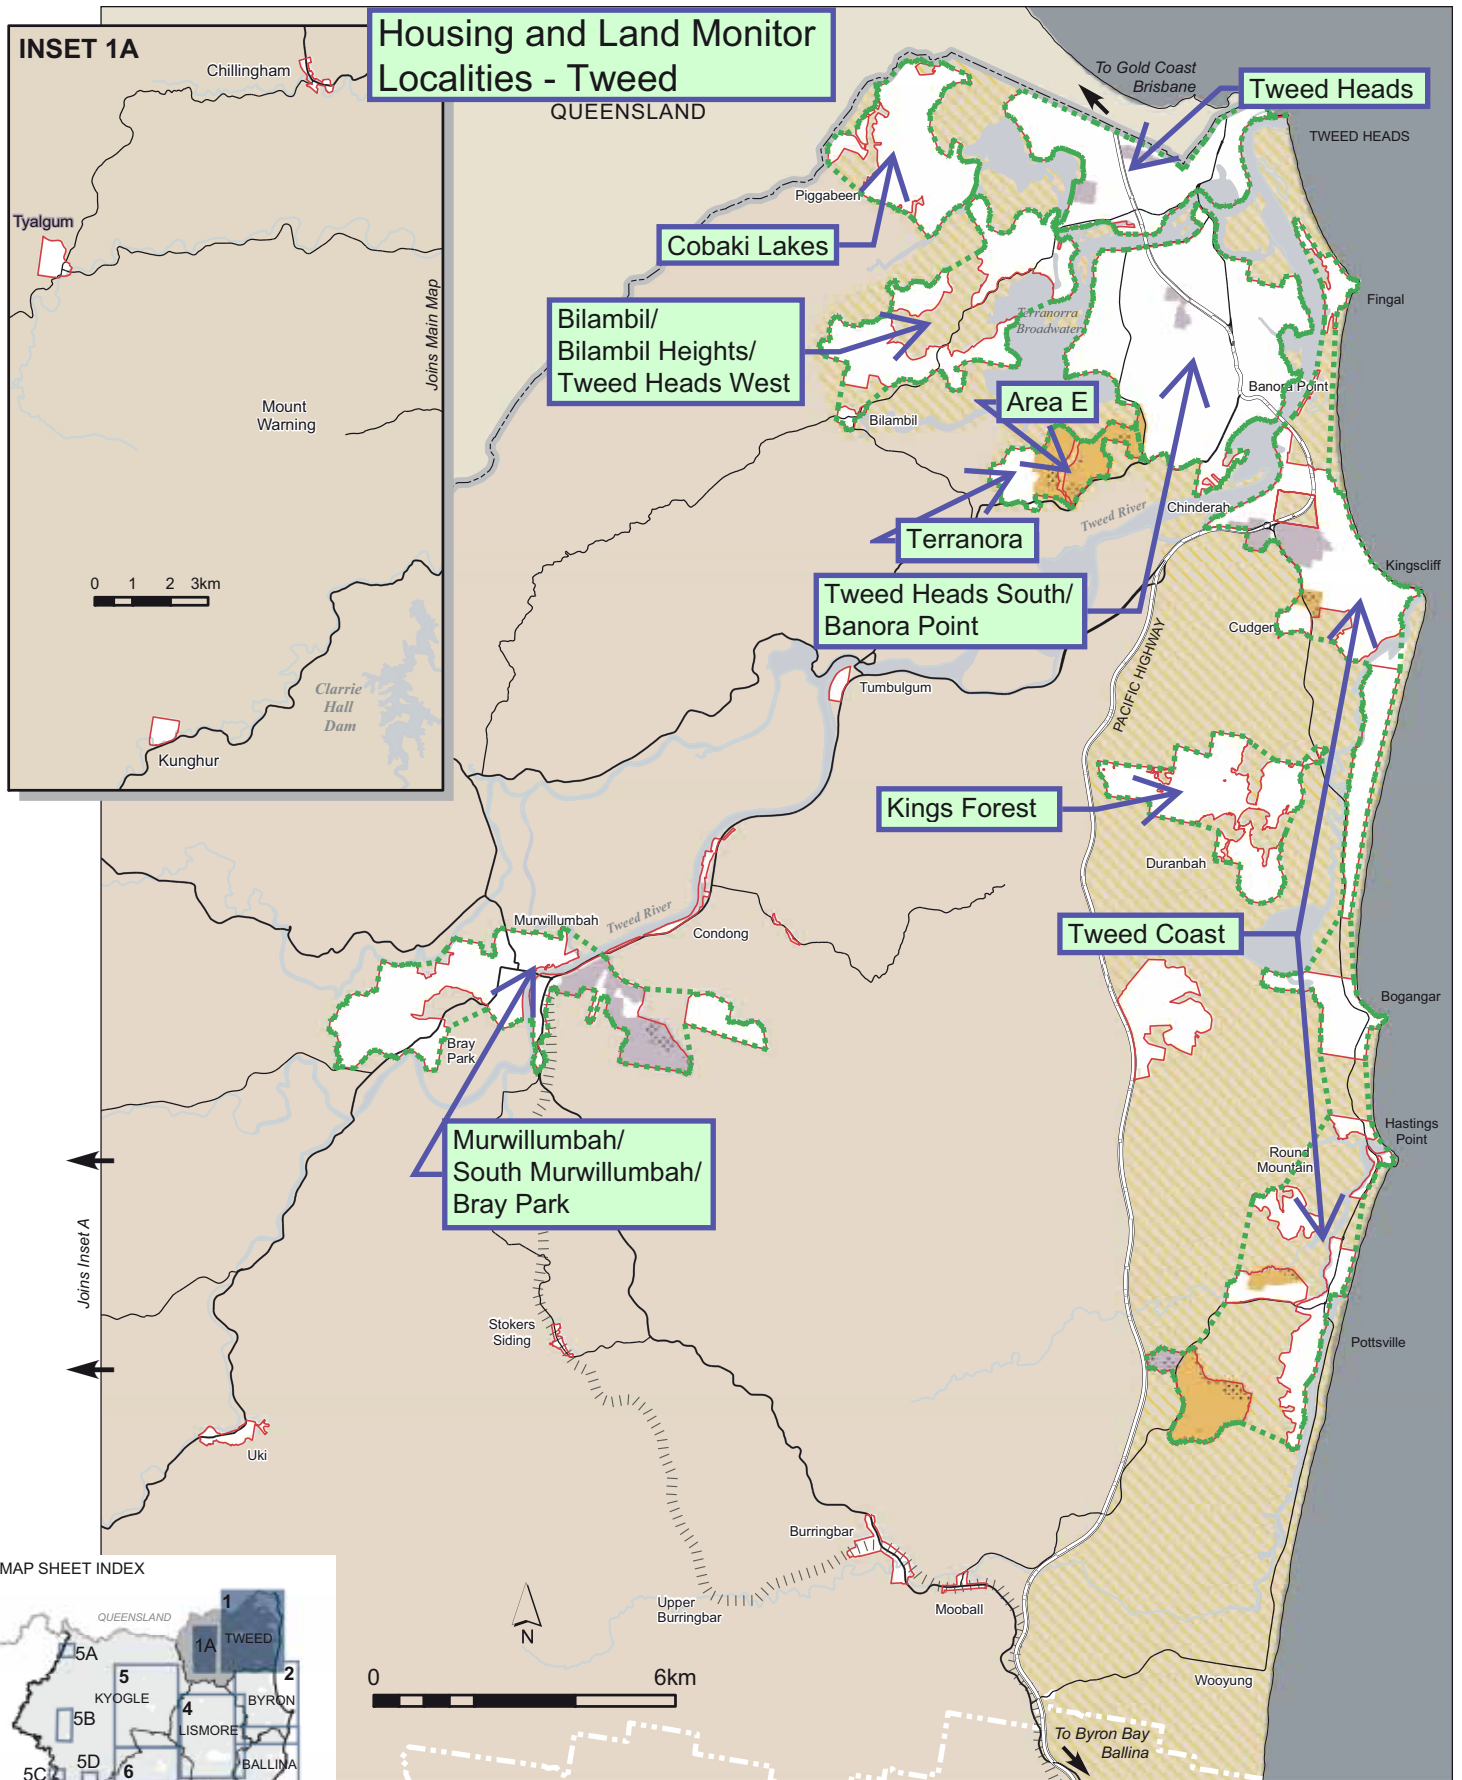 INSET 1A
Chillingham
Tyalgum
Joins Main Map
Mount
Warning
0 1 2 3km
Clarrie
Hall
Dam
Kunghur
Housing and Land Monitor
Localities - Tweed
QUEENSLAND
To Gold Coast
Brisbane
Tweed Heads
TWEED HEADS
Piggabeen
Cobaki Lakes
Fingal
Bilambil/
Bilambil Heights/
Tweed Heads West
Terranorra
Broadwater
Banora Point
Area E
Bilambil
Chinderah
Tweed River
Terranora
Kingscliff
Tweed Heads South/
Banora Point
Cudgen
PACIFIC HIGHWAY
Tumbulgum
Kings Forest
Duranbah
Murwillumbah
Tweed River
Condong
Tweed Coast
Bogangar
Bray
Park
Murwillumbah/
South Murwillumbah/
Bray Park
Hastings
Point
Round
Mountain
Joins Inset A
Stokers
Siding
Pottsville
Uki
Burringbar
Upper
Burringbar
Mooball
N
0 6km
Wooyung
To Byron Bay
Ballina
MAP SHEET INDEX
QUEENSLAND
1
1A
TWEED
5A
5
KYOGLE
2
BYRON
4
LISMORE
5B
5D
BALLINA
5C
6